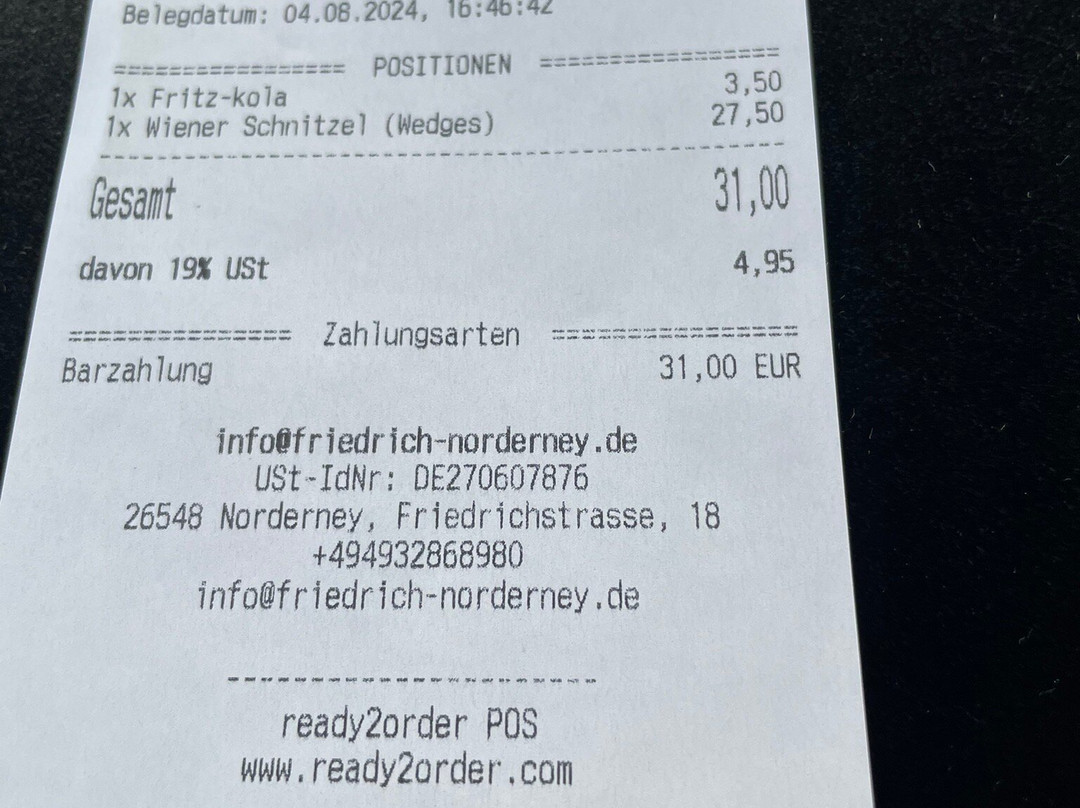 Belegdatum: 04.08.2024, 16:46:42
================= POSITIONEN =================
1x Fritz-kola 3,50
1x Wiener Schnitzel (Wedges) 27,50
Gesamt 31,00
davon 19% USt 4,95
=============== Zahlungsarten ================
Barzahlung 31,00 EUR
info@friedrich-norderney.de
USt-IdNr: DE270607876
26548 Norderney, Friedrichstrasse, 18
+494932868980
info@friedrich-norderney.de
ready2order POS
www.ready2order.com